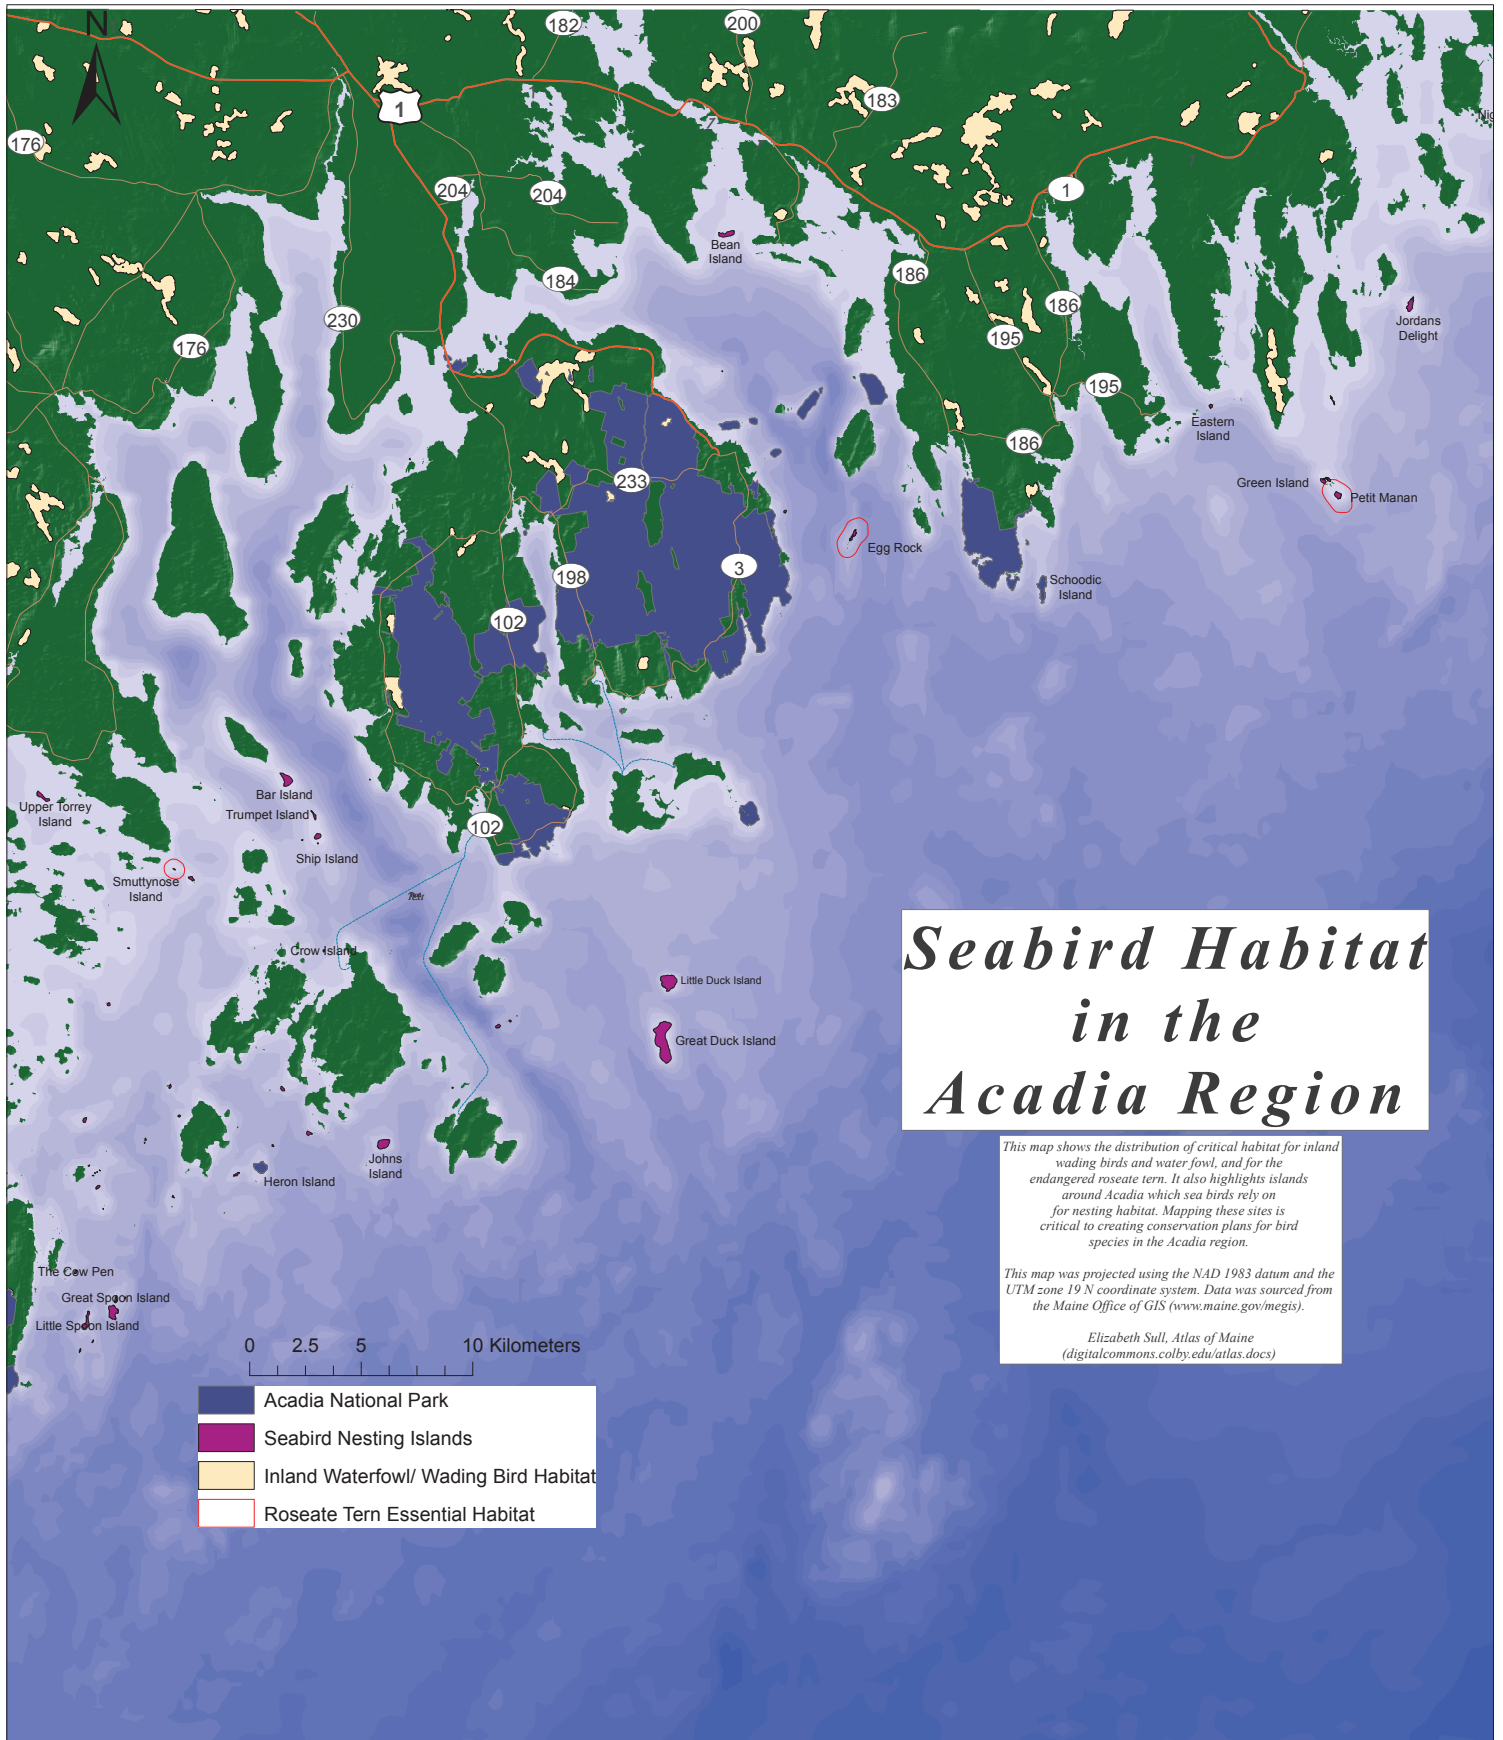 N
182
200
1
183
176
7
Nig
1
204
204
1
Bean
Island
186
184
186
230
Jordans
Delight
195
176
195
Eastern
Island
186
233
Green Island
Petit Manan
Egg Rock
3
198
Schoodic
Island
102
Bar Island
Upper Torrey
Island
Trumpet Island
102
Ship Island
Smuttynose
Island
Crow Island
Little Duck Island
Great Duck Island
Johns
Island
Heron Island
The Cow Pen
Great Spoon Island
Little Spoon Island
Seabird Habitat
in the
Acadia Region
This map shows the distribution of critical habitat for inland
wading birds and water fowl, and for the
endangered roseate tern. It also highlights islands
around Acadia which sea birds rely on
for nesting habitat. Mapping these sites is
critical to creating conservation plans for bird
species in the Acadia region.
This map was projected using the NAD 1983 datum and the
UTM zone 19 N coordinate system. Data was sourced from
the Maine Office of GIS (www.maine.gov/megis).
Elizabeth Sull, Atlas of Maine
(digitalcommons.colby.edu/atlas.docs)
0 2.5 5 10 Kilometers
Acadia National Park
Seabird Nesting Islands
Inland Waterfowl/ Wading Bird Habitat
Roseate Tern Essential Habitat